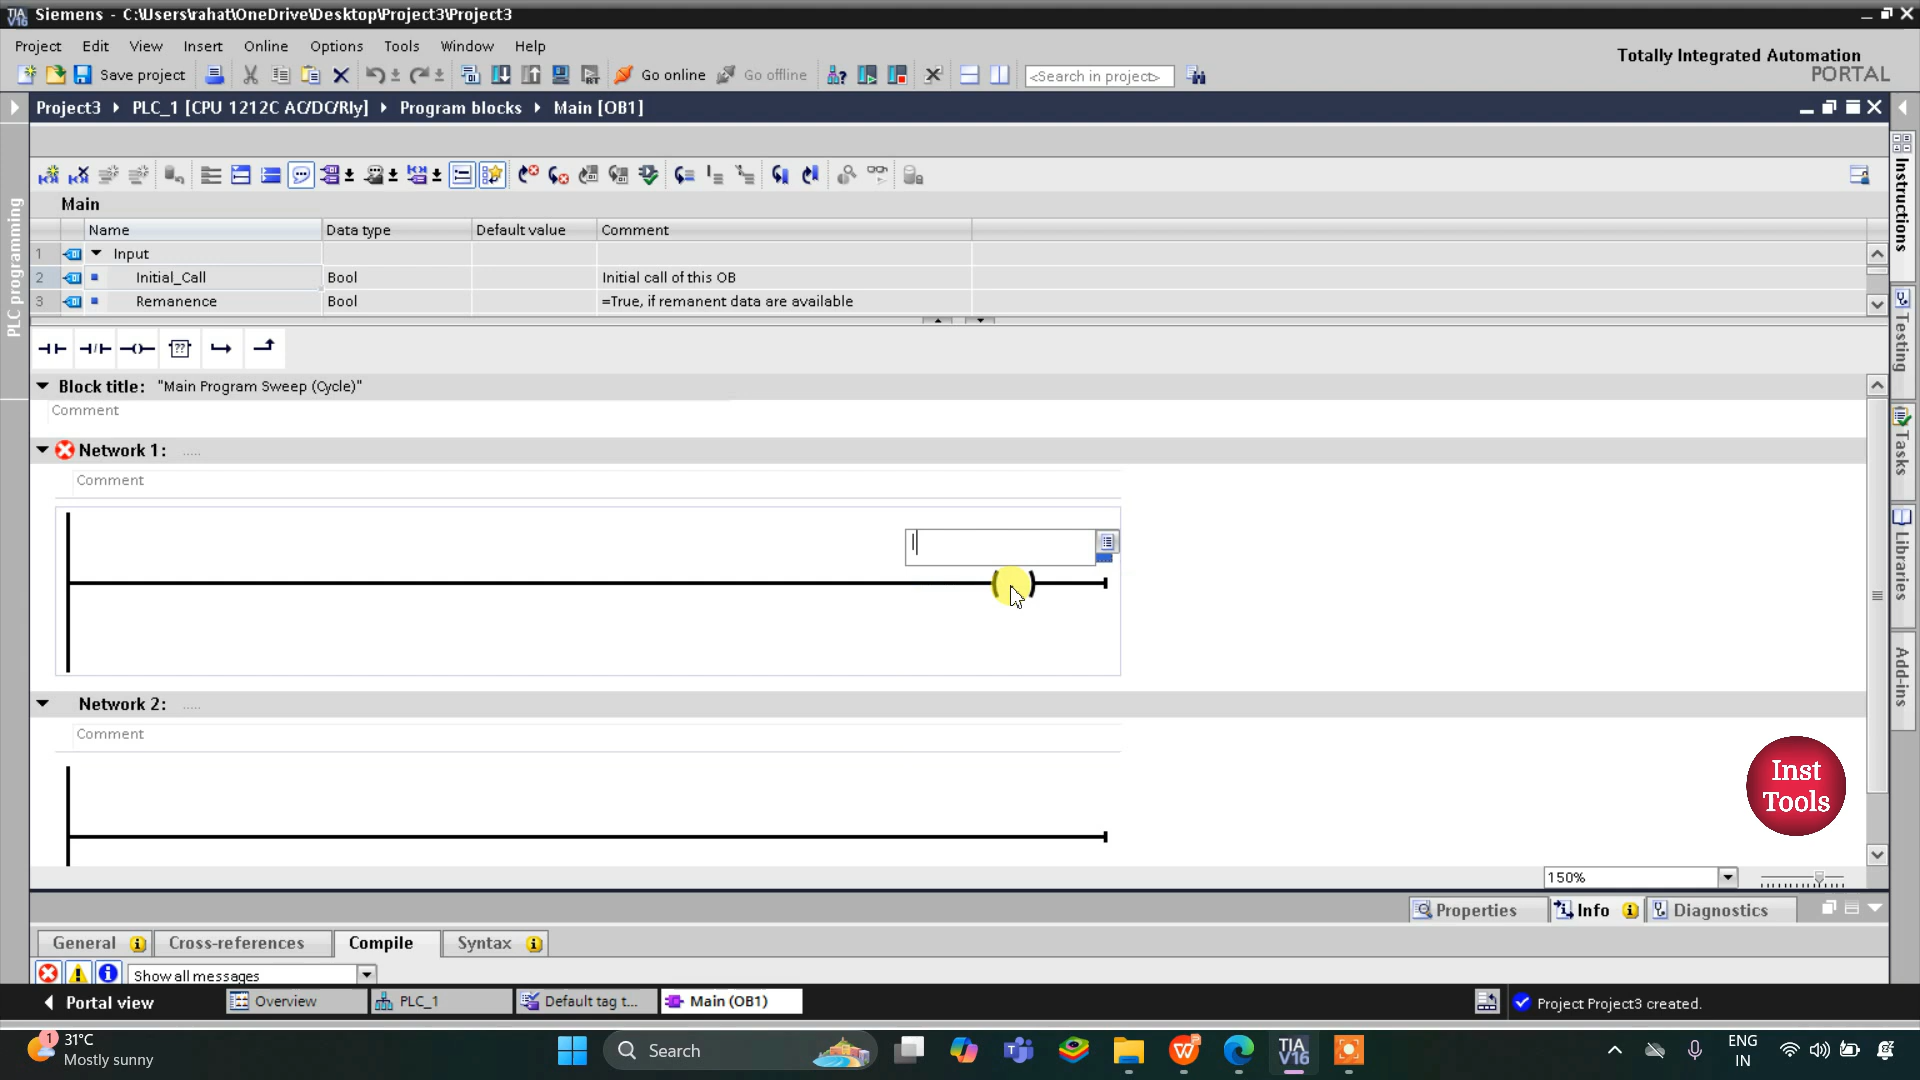 Siemens - C:\Users\rahat\OneDrive\Desktop\Project3\Project3
Project Edit View Insert Online Options Tools Window Help
Totally Integrated Automation
PORTAL
Save project Go online Go offline <Search in project>
Project3 PLC_1 [CPU 1212C AC/DC/Rly] Program blocks Main [OB1]
Main
Name Data type Default value Comment
1 Input
2 Initial_Call Bool Initial call of this OB
3 Remanence Bool =True, if remanent data are available
??
Block title: "Main Program Sweep (Cycle)"
Comment
Network 1: .....
Comment
Network 2: .....
Comment
Inst
Tools
150%
Properties Info Diagnostics
General Cross-references Compile Syntax
Show all messages
Portal view Overview PLC_1 Default tag t... Main (OB1) Project Project3 created.
PLC programming
Instructions
Testing
Tasks
Libraries
Add-ins
1 31°C
Mostly sunny
Search
TIA
V16
ENG
IN